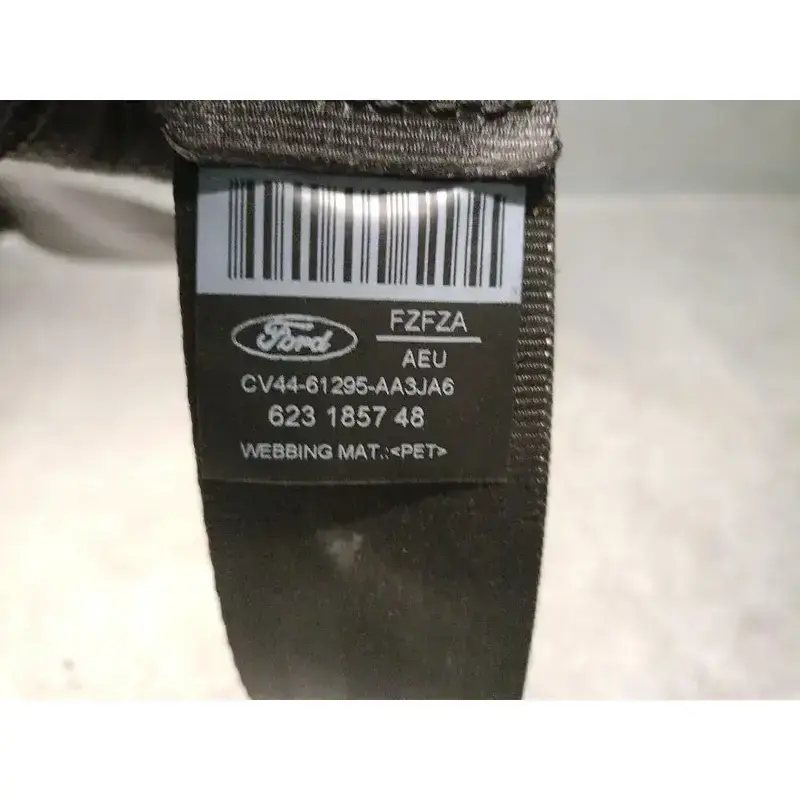 Ford
FZFZA
AEU
CV44-61295-AA3JA6
623 1857 48
WEBBING MAT.:<PET>